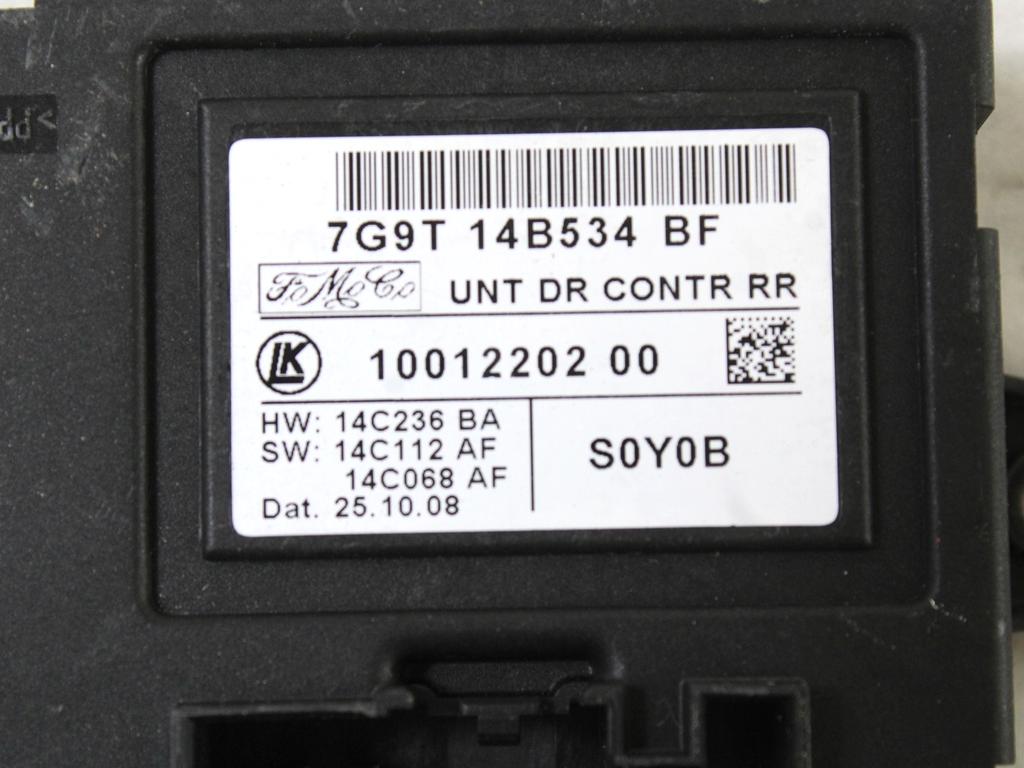 7G9T 14B534 BF
FoMoCo
UNT DR CONTR RR
LK
10012202 00
HW: 14C236 BA
SW: 14C112 AF
14C068 AF
Dat. 25.10.08
S0Y0B